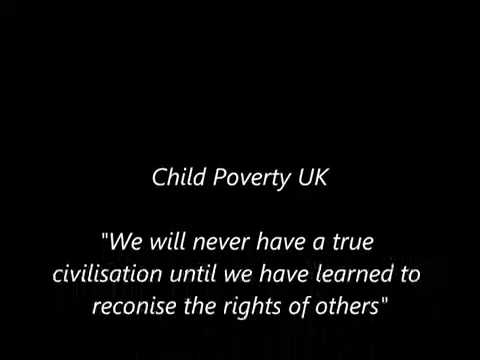 Child Poverty UK
"We will never have a true
civilisation until we have learned to
reconise the rights of others"